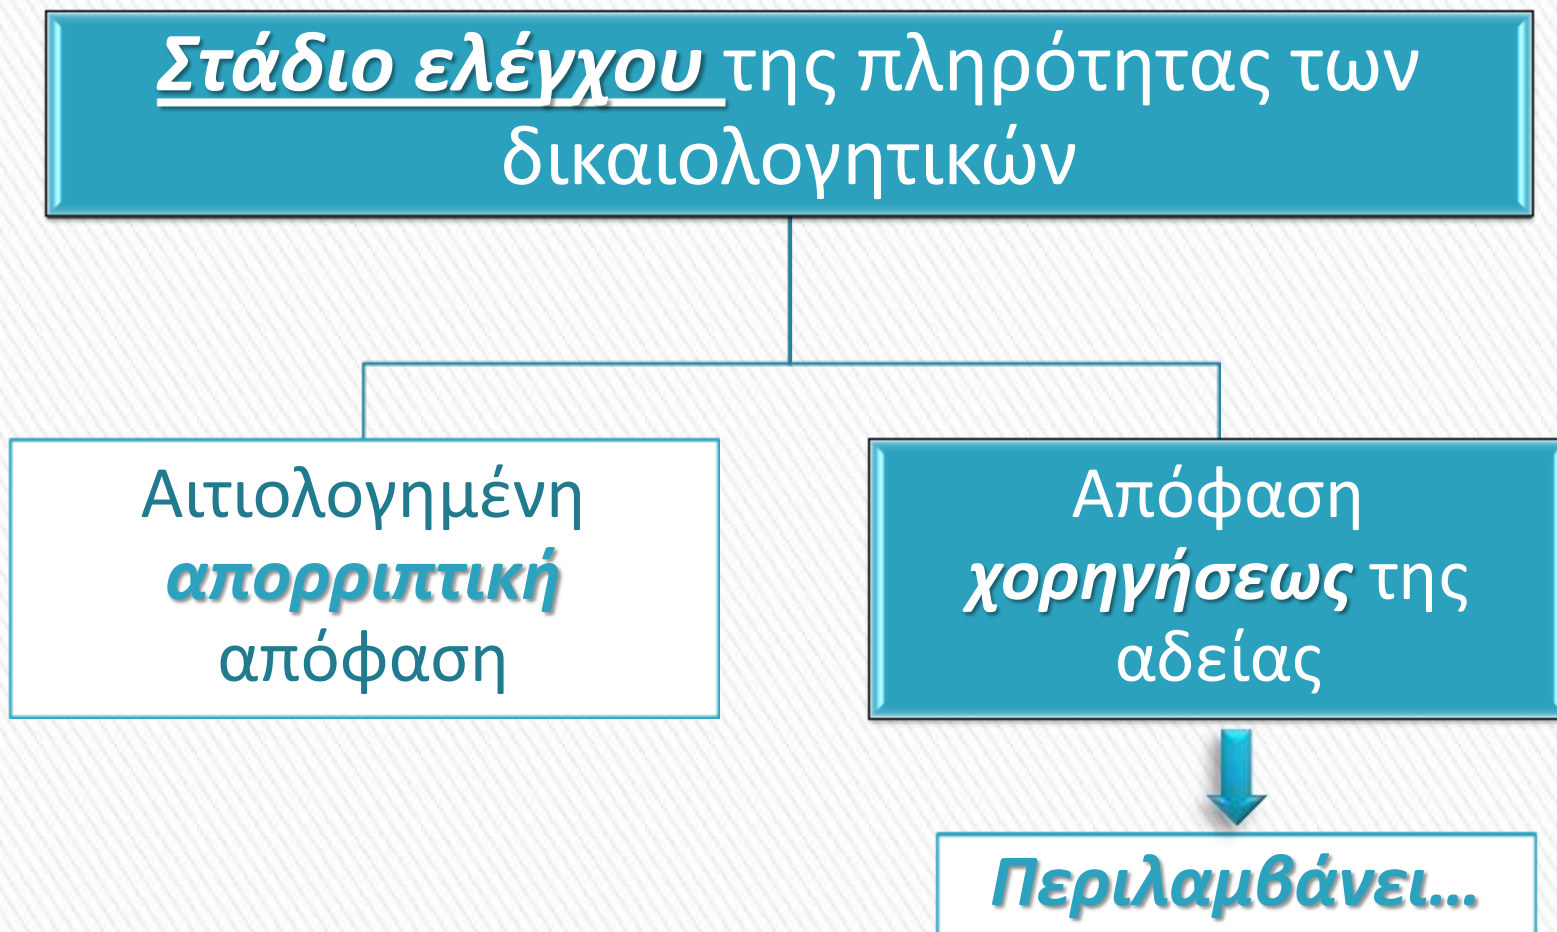 Στάδιο ελέγχου της πληρότητας των
δικαιολογητικών
Αιτιολογημένη
απορριπτική
απόφαση
Απόφαση
χορηγήσεως της
αδείας
Περιλαμβάνει...